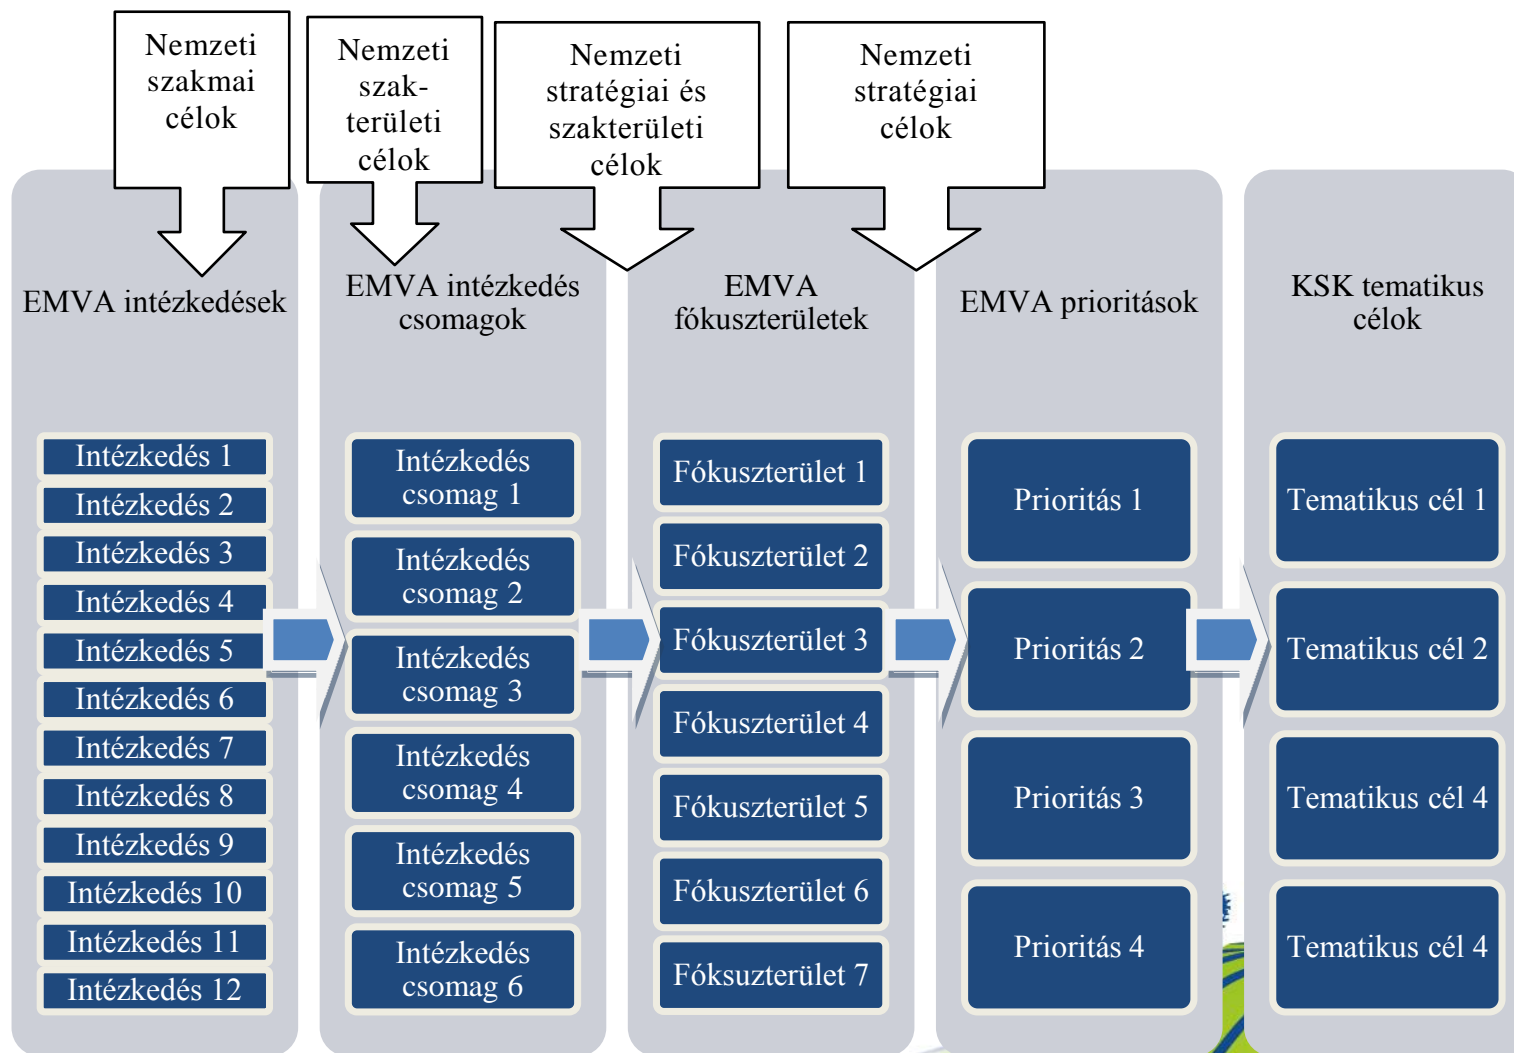 Nemzeti
szakmai
célok
Nemzeti
szak-
területi
célok
Nemzeti
stratégiai és
szakterületi
célok
Nemzeti
stratégiai
célok
EMVA intézkedések
Intézkedés 1
Intézkedés 2
Intézkedés 3
Intézkedés 4
Intézkedés 5
Intézkedés 6
Intézkedés 7
Intézkedés 8
Intézkedés 9
Intézkedés 10
Intézkedés 11
Intézkedés 12
EMVA intézkedés
csomagok
Intézkedés
csomag 1
Intézkedés
csomag 2
Intézkedés
csomag 3
Intézkedés
csomag 4
Intézkedés
csomag 5
Intézkedés
csomag 6
EMVA
fókuszterületek
Fókuszterület 1
Fókuszterület 2
Fókuszterület 3
Fókuszterület 4
Fókuszterület 5
Fókuszterület 6
Fóksuzterület 7
EMVA prioritások
Prioritás 1
Prioritás 2
Prioritás 3
Prioritás 4
KSK tematikus
célok
Tematikus cél 1
Tematikus cél 2
Tematikus cél 4
Tematikus cél 4